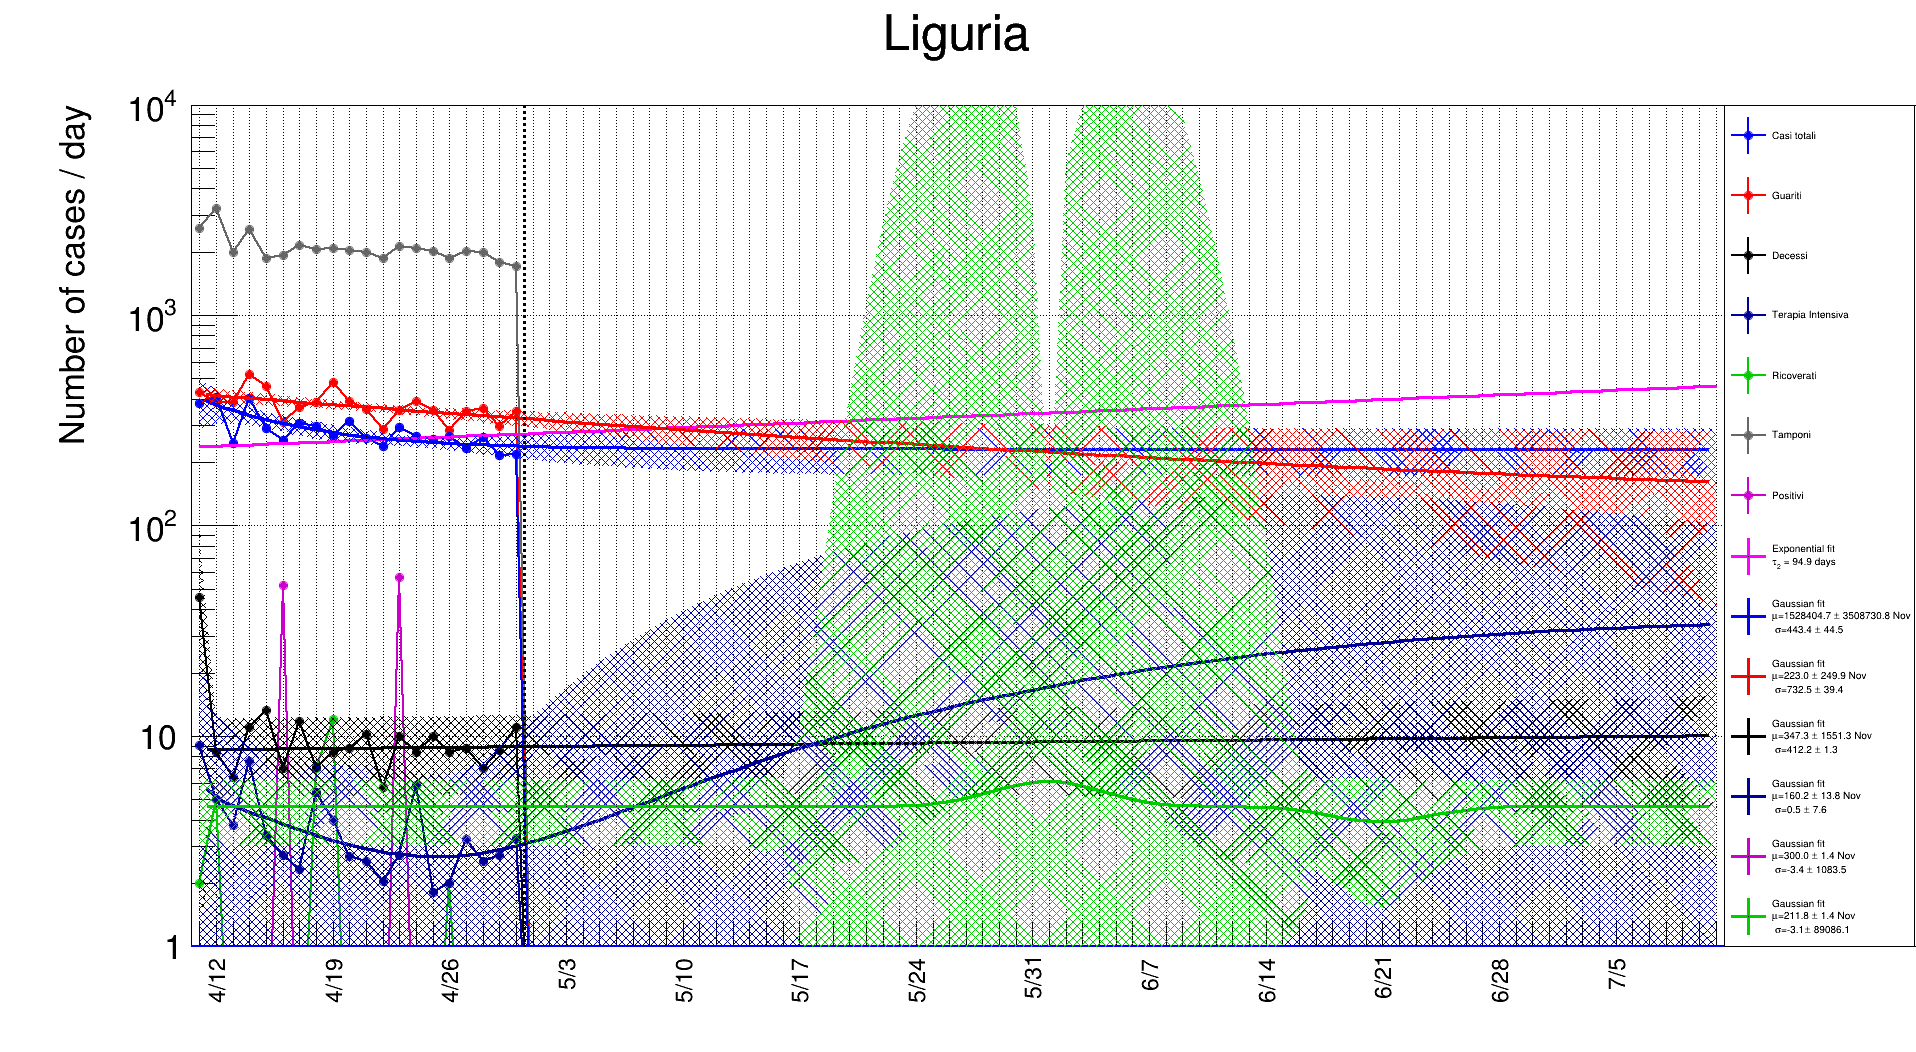 Liguria
Number of cases / day
10^4
10^3
10^2
10
1
4/12
4/19
4/26
5/3
5/10
5/17
5/24
5/31
6/7
6/14
6/21
6/28
7/5
Casi totali
Guariti
Decessi
Terapia Intensiva
Ricoverati
Tamponi
Positivi
Exponential fit
τ_2 = 94.9 days
Gaussian fit
μ=1528404.7 ± 3508730.8 Nov
σ=443.4 ± 44.5
Gaussian fit
μ=223.0 ± 249.9 Nov
σ=732.5 ± 39.4
Gaussian fit
μ=347.3 ± 1551.3 Nov
σ=412.2 ± 1.3
Gaussian fit
μ=160.2 ± 13.8 Nov
σ=0.5 ± 7.6
Gaussian fit
μ=300.0 ± 1.4 Nov
σ=-3.4 ± 1083.5
Gaussian fit
μ=211.8 ± 1.4 Nov
σ=-3.1 ± 89086.1